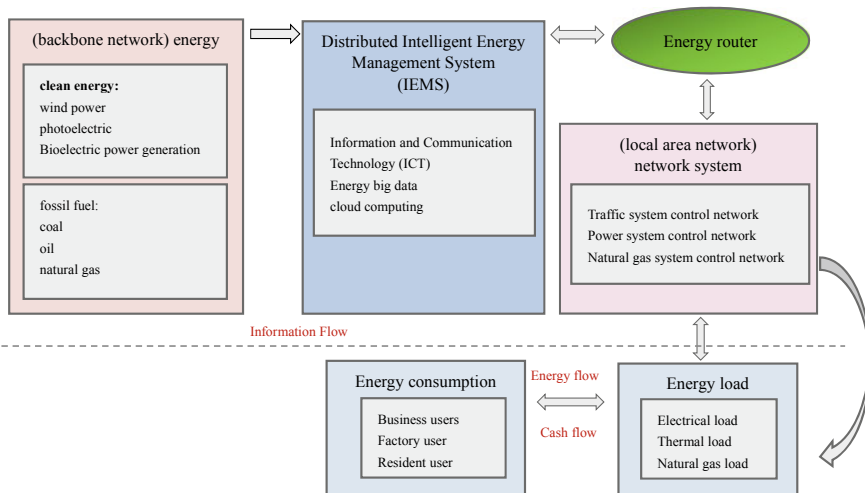 (backbone network) energy
clean energy:
wind power
photoelectric
Bioelectric power generation
fossil fuel:
coal
oil
natural gas
Distributed Intelligent Energy
Management System
(IEMS)
Information and Communication
Technology (ICT)
Energy big data
cloud computing
Energy router
(local area network)
network system
Traffic system control network
Power system control network
Natural gas system control network
Information Flow
Energy consumption
Business users
Factory user
Resident user
Energy flow
Cash flow
Energy load
Electrical load
Thermal load
Natural gas load